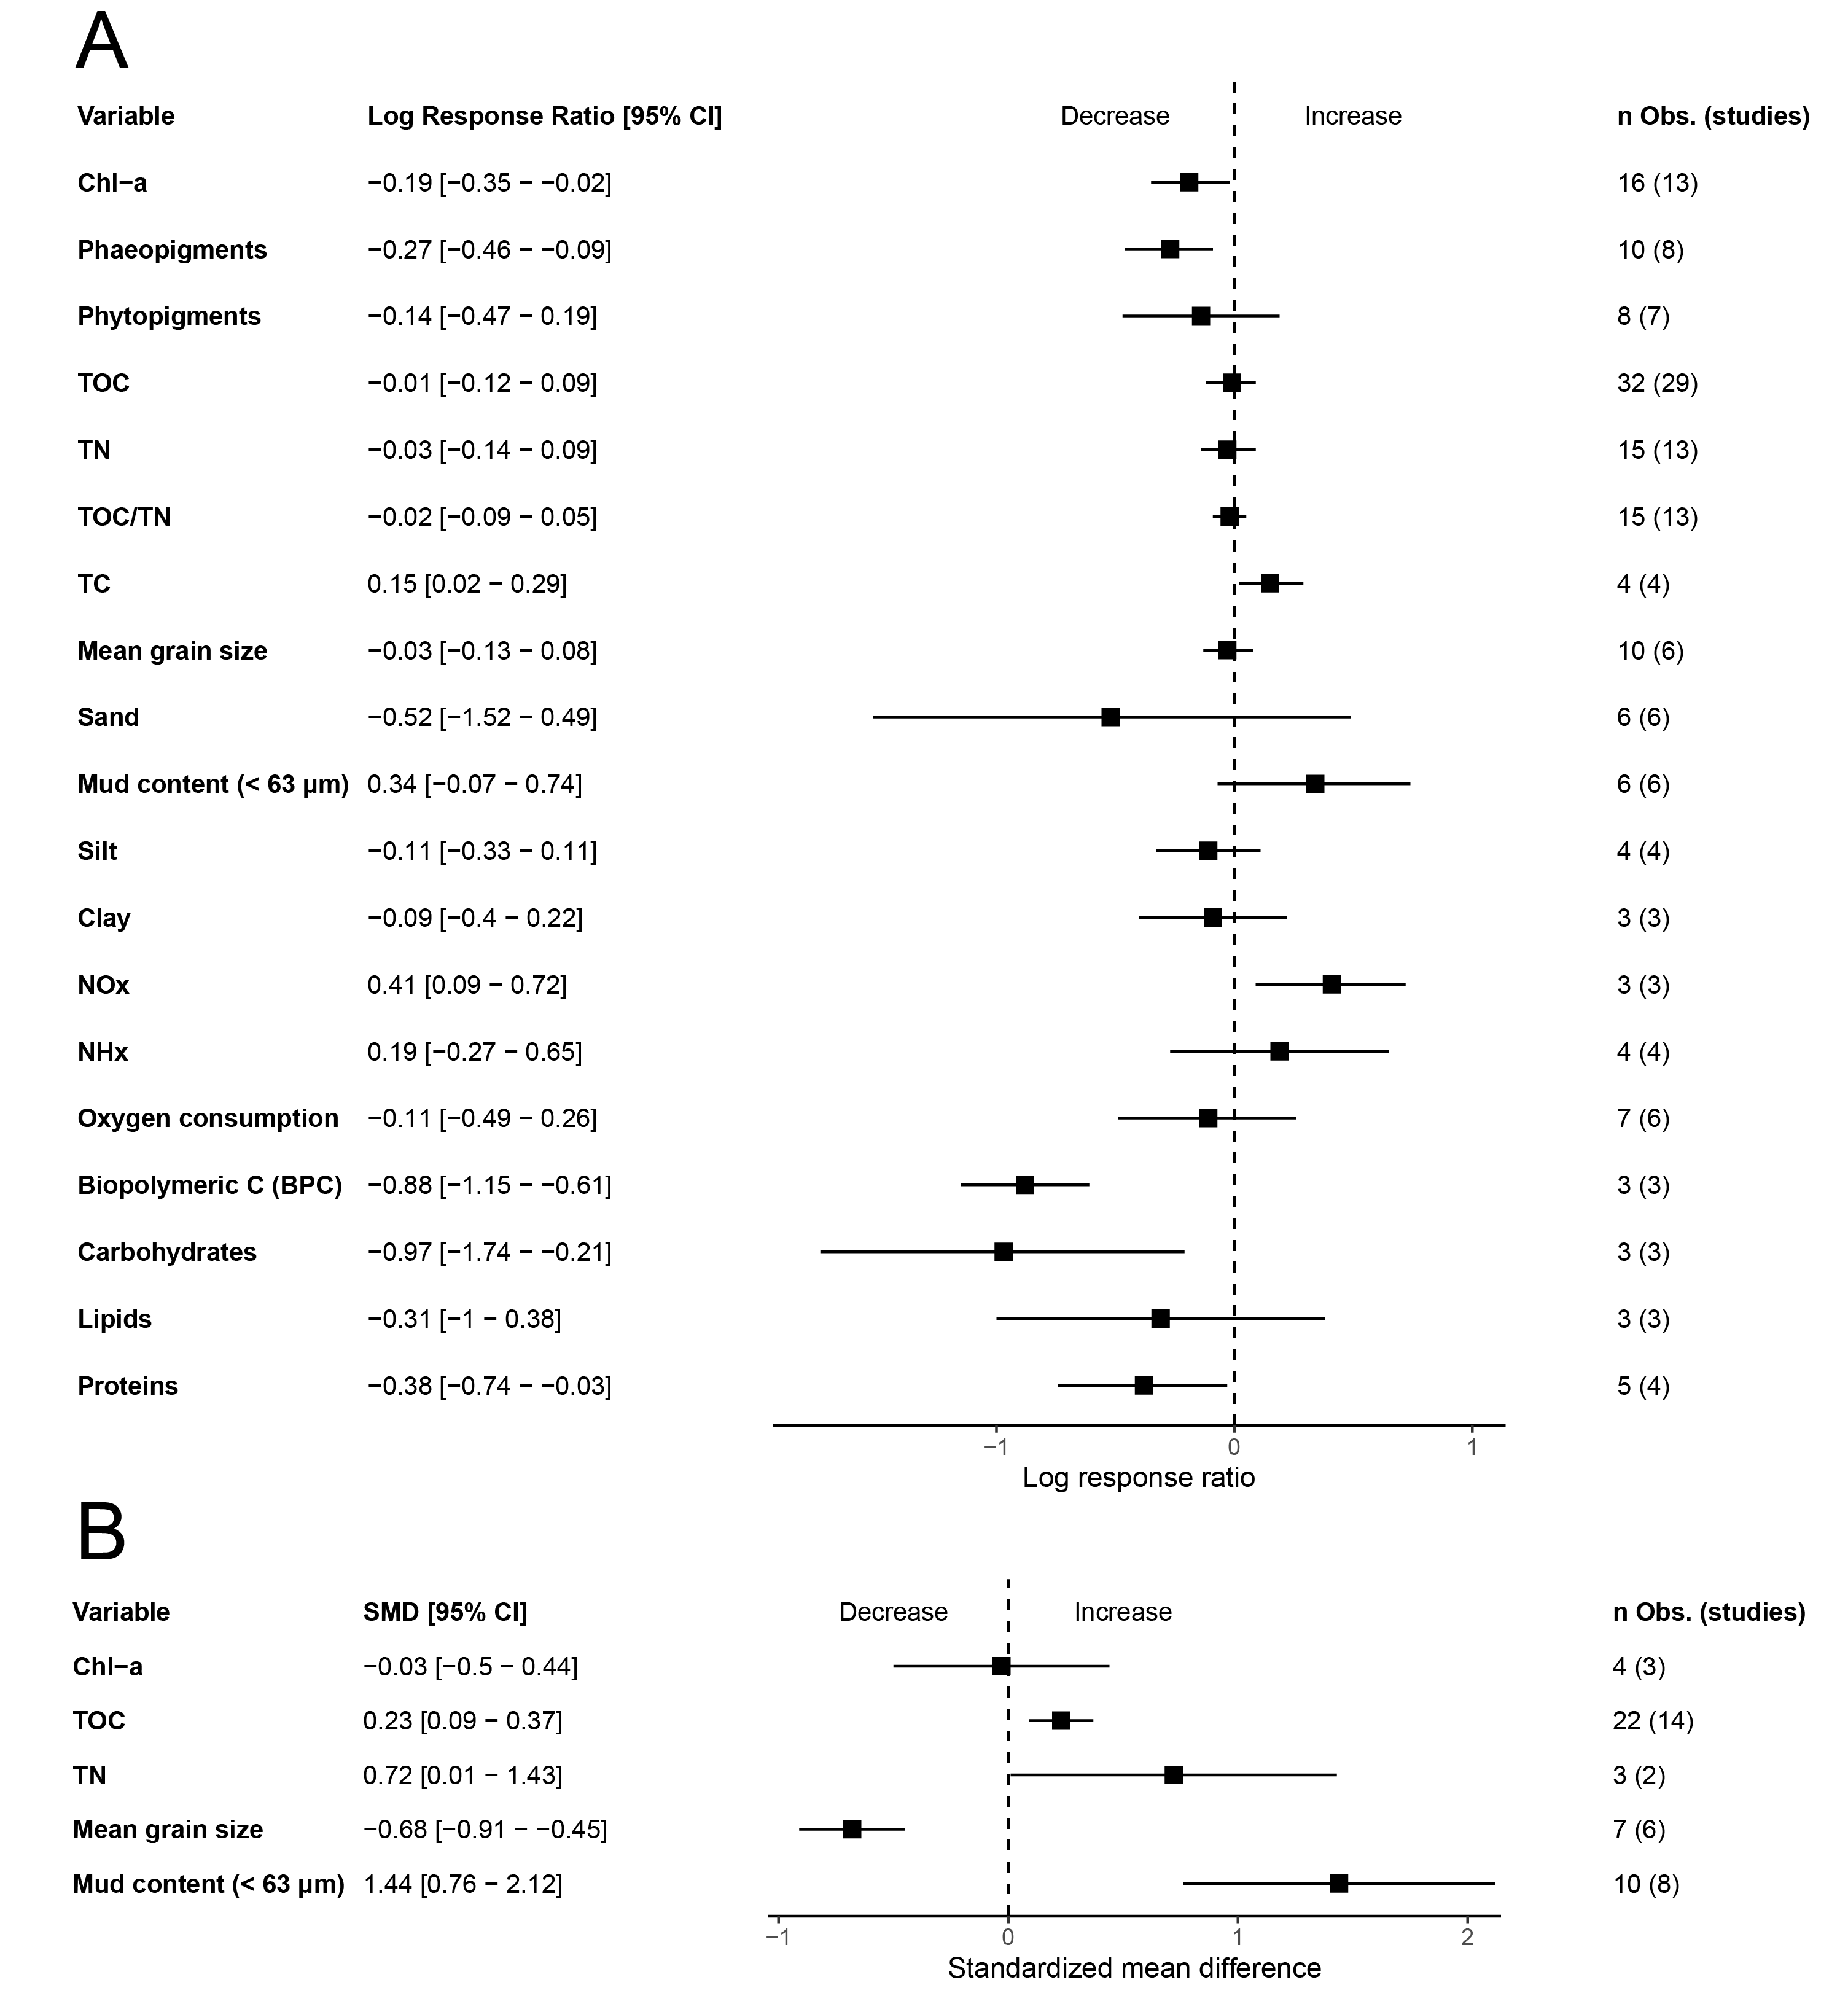 A
Variable Log Response Ratio [95% CI] Decrease Increase n Obs. (studies)
Chl−a −0.19 [−0.35 − −0.02] 16 (13)
Phaeopigments −0.27 [−0.46 − −0.09] 10 (8)
Phytopigments −0.14 [−0.47 − 0.19] 8 (7)
TOC −0.01 [−0.12 − 0.09] 32 (29)
TN −0.03 [−0.14 − 0.09] 15 (13)
TOC/TN −0.02 [−0.09 − 0.05] 15 (13)
TC 0.15 [0.02 − 0.29] 4 (4)
Mean grain size −0.03 [−0.13 − 0.08] 10 (6)
Sand −0.52 [−1.52 − 0.49] 6 (6)
Mud content (< 63 µm) 0.34 [−0.07 − 0.74] 6 (6)
Silt −0.11 [−0.33 − 0.11] 4 (4)
Clay −0.09 [−0.4 − 0.22] 3 (3)
NOx 0.41 [0.09 − 0.72] 3 (3)
NHx 0.19 [−0.27 − 0.65] 4 (4)
Oxygen consumption −0.11 [−0.49 − 0.26] 7 (6)
Biopolymeric C (BPC) −0.88 [−1.15 − −0.61] 3 (3)
Carbohydrates −0.97 [−1.74 − −0.21] 3 (3)
Lipids −0.31 [−1 − 0.38] 3 (3)
Proteins −0.38 [−0.74 − −0.03] 5 (4)
−1 0 1
Log response ratio
B
Variable SMD [95% CI] Decrease Increase n Obs. (studies)
Chl−a −0.03 [−0.5 − 0.44] 4 (3)
TOC 0.23 [0.09 − 0.37] 22 (14)
TN 0.72 [0.01 − 1.43] 3 (2)
Mean grain size −0.68 [−0.91 − −0.45] 7 (6)
Mud content (< 63 µm) 1.44 [0.76 − 2.12] 10 (8)
−1 0 1 2
Standardized mean difference